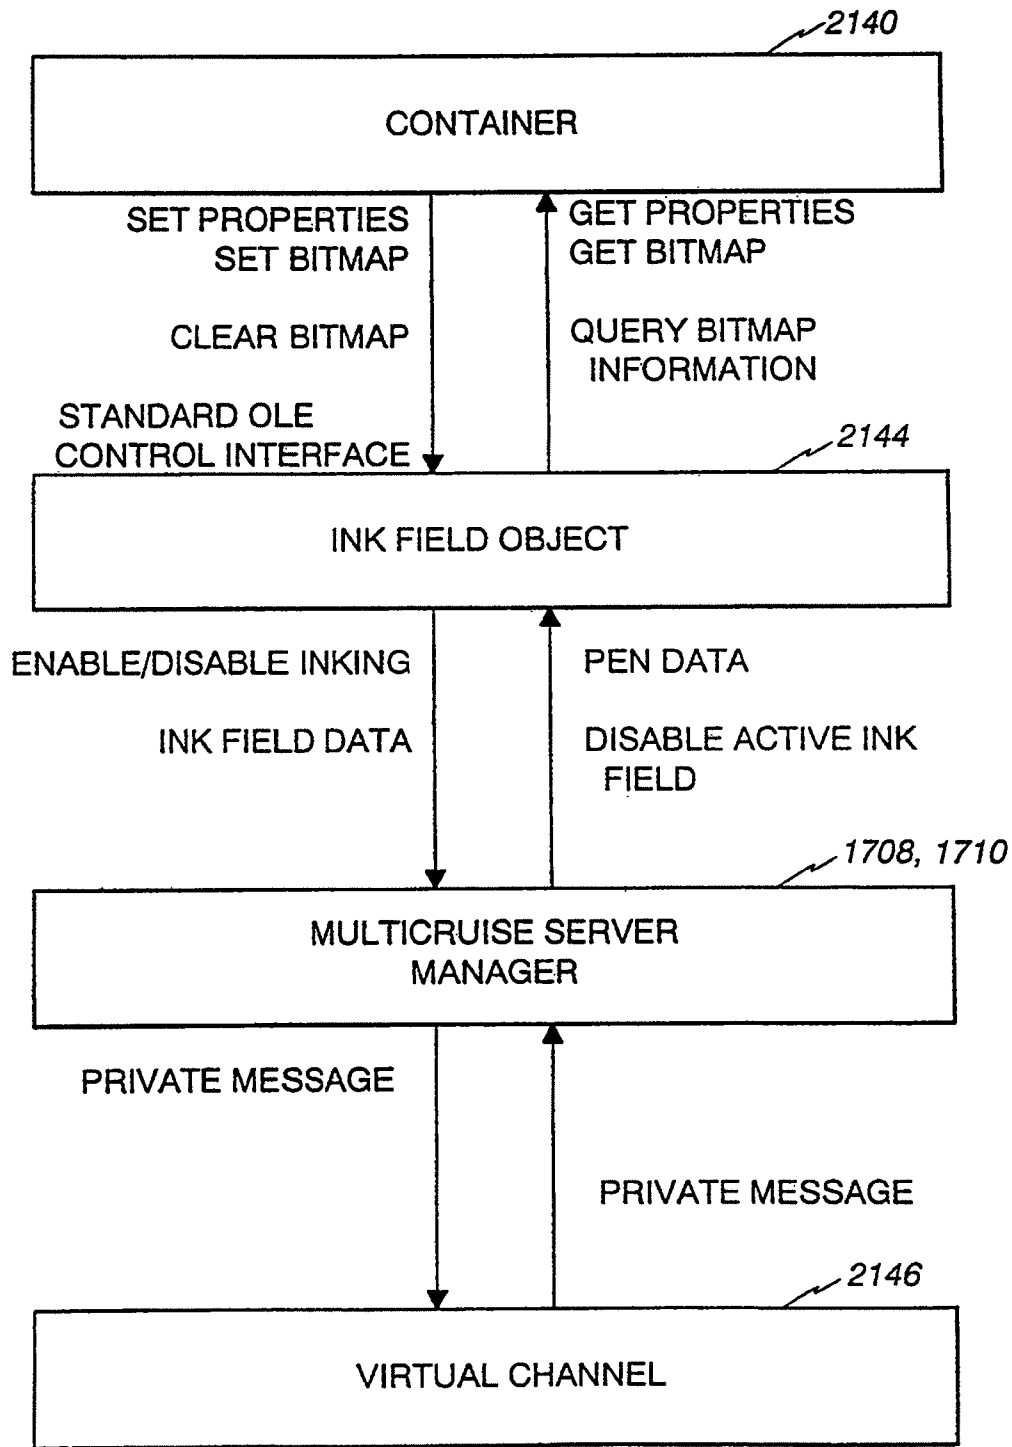 2140
CONTAINER
SET PROPERTIES
SET BITMAP
CLEAR BITMAP
STANDARD OLE
CONTROL INTERFACE
GET PROPERTIES
GET BITMAP
QUERY BITMAP
INFORMATION
2144
INK FIELD OBJECT
ENABLE/DISABLE INKING
INK FIELD DATA
PEN DATA
DISABLE ACTIVE INK
FIELD
1708, 1710
MULTICRUISE SERVER
MANAGER
PRIVATE MESSAGE
PRIVATE MESSAGE
2146
VIRTUAL CHANNEL